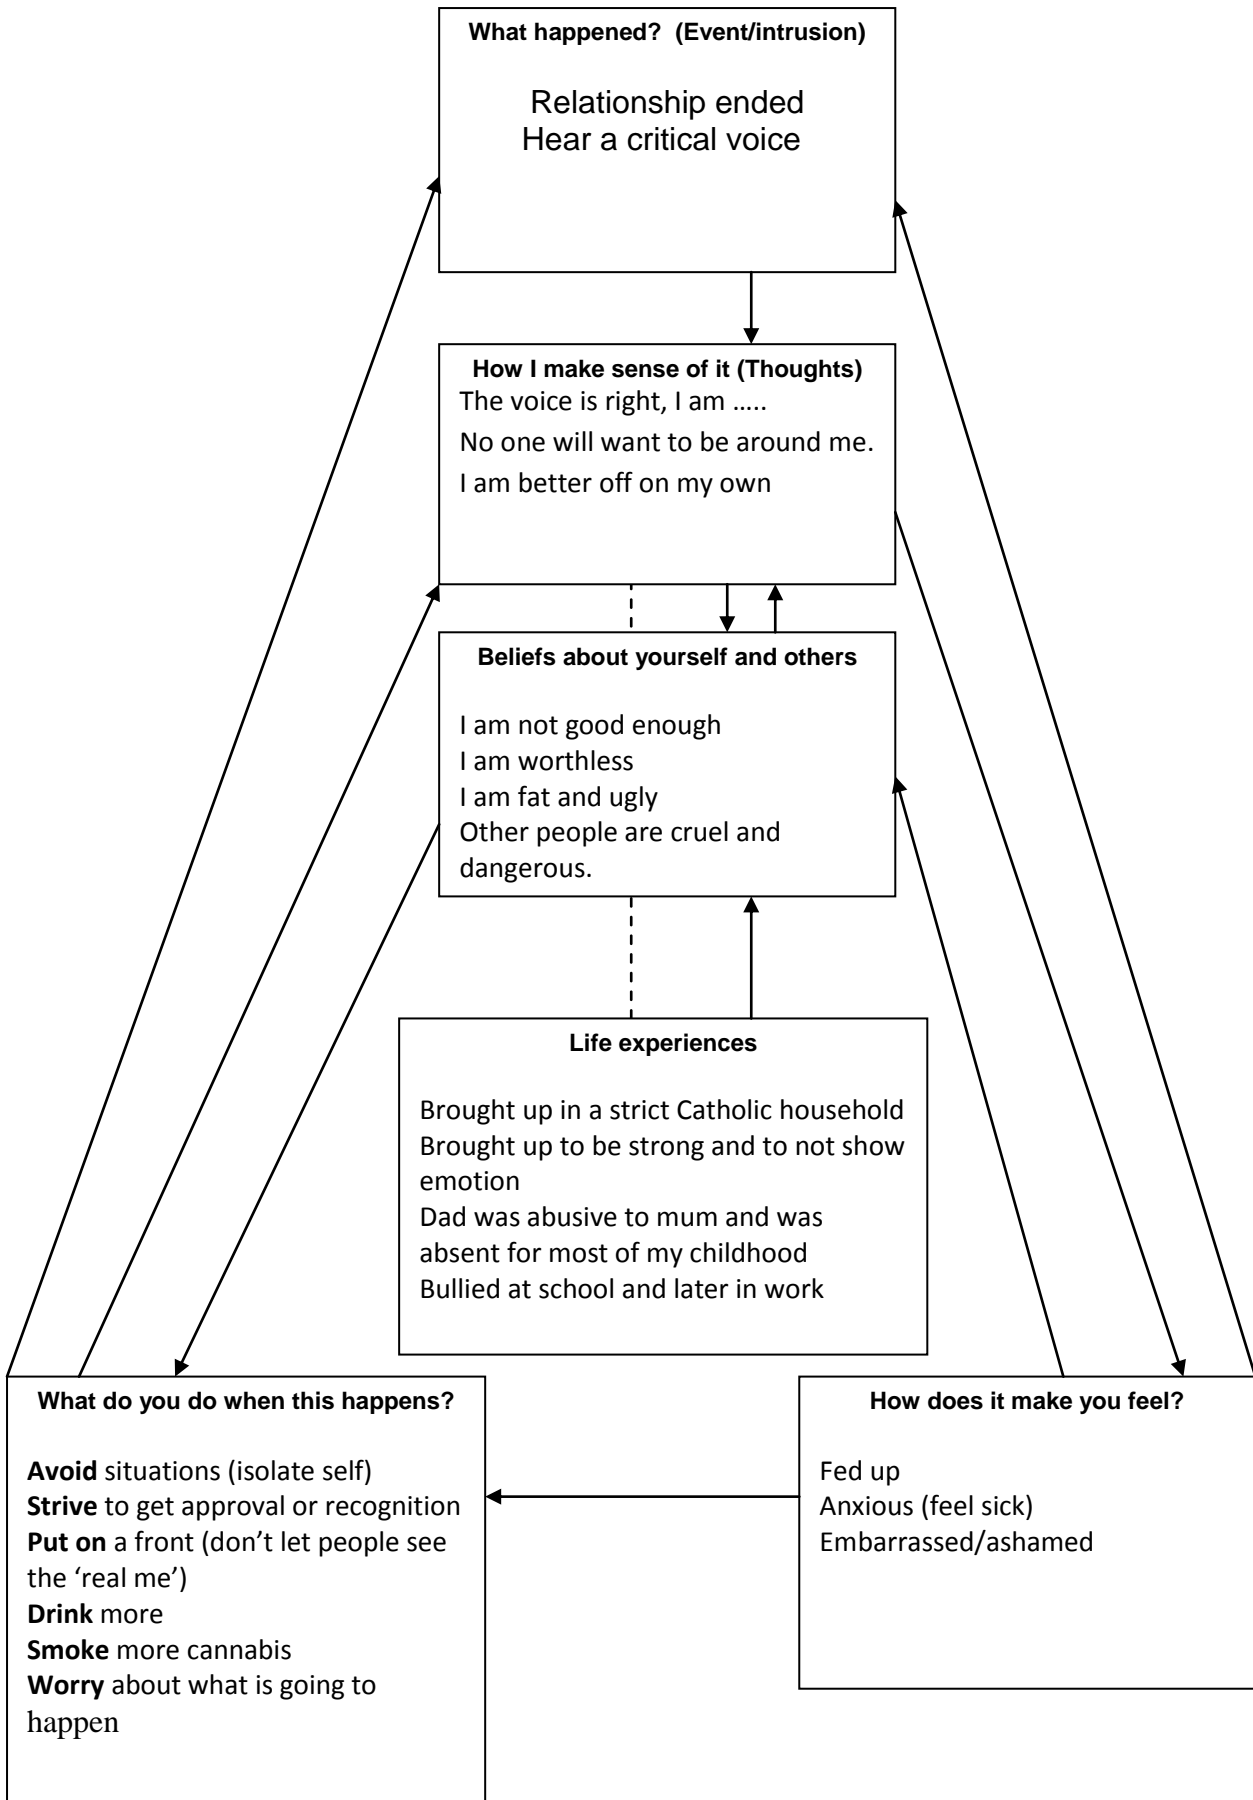 What happened?  (Event/intrusion)
Relationship ended
Hear a critical voice
How I make sense of it (Thoughts)
The voice is right, I am …..
No one will want to be around me.
I am better off on my own
Beliefs about yourself and others
I am not good enough
I am worthless
I am fat and ugly
Other people are cruel and
dangerous.
Life experiences
Brought up in a strict Catholic household
Brought up to be strong and to not show
emotion
Dad was abusive to mum and was
absent for most of my childhood
Bullied at school and later in work
What do you do when this happens?
Avoid situations (isolate self)
Strive to get approval or recognition
Put on a front (don’t let people see
the ‘real me’)
Drink more
Smoke more cannabis
Worry about what is going to
happen
How does it make you feel?
Fed up
Anxious (feel sick)
Embarrassed/ashamed